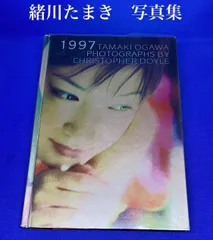 緒川たまき　写真集
1997 TAMAKI OGAWA
PHOTOGRAPHS BY
CHRISTOPHER DOYLE